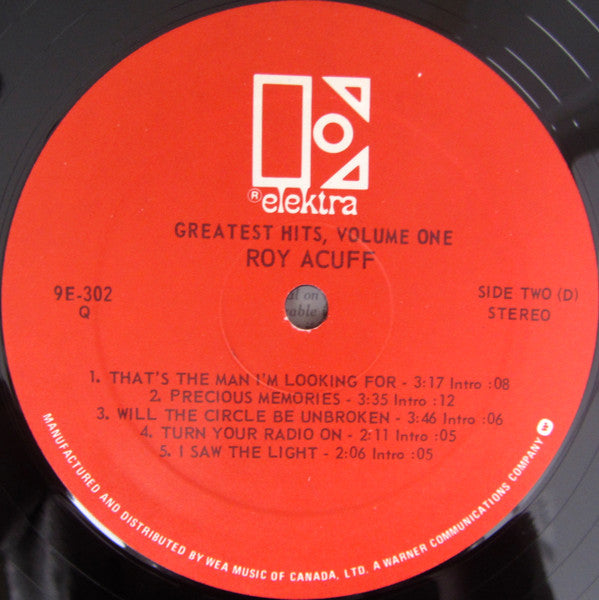 ® elektra
GREATEST HITS, VOLUME ONE
ROY ACUFF
9E-302
Q
SIDE TWO (D)
STEREO
1. THAT'S THE MAN I'M LOOKING FOR - 3:17 Intro :08
2. PRECIOUS MEMORIES - 3:35 Intro : 12
3. WILL THE CIRCLE BE UNBROKEN - 3:46 Intro :06
4. TURN YOUR RADIO ON - 2:11 Intro :05
5. I SAW THE LIGHT - 2:06 Intro :05
MANUFACTURED AND DISTRIBUTED BY WEA MUSIC OF CANADA, LTD. A WARNER COMMUNICATIONS COMPANY